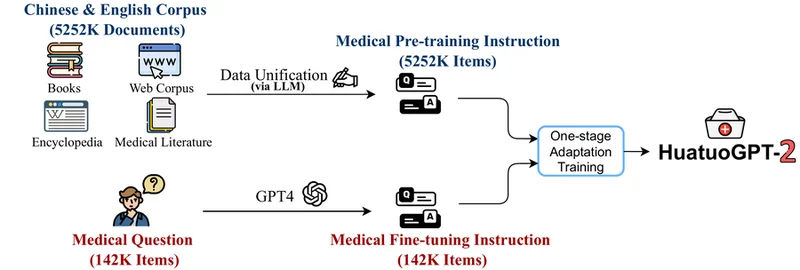 Chinese & English Corpus
(5252K Documents)
WWW
Books
Web Corpus
W
Encyclopedia
Medical Literature
Data Unification
(via LLM)
Medical Pre-training Instruction
(5252K Items)
Q
A
One-stage
Adaptation
Training
HuatuoGPT-2
?
GPT4
Q
A
Medical Question
(142K Items)
Medical Fine-tuning Instruction
(142K Items)